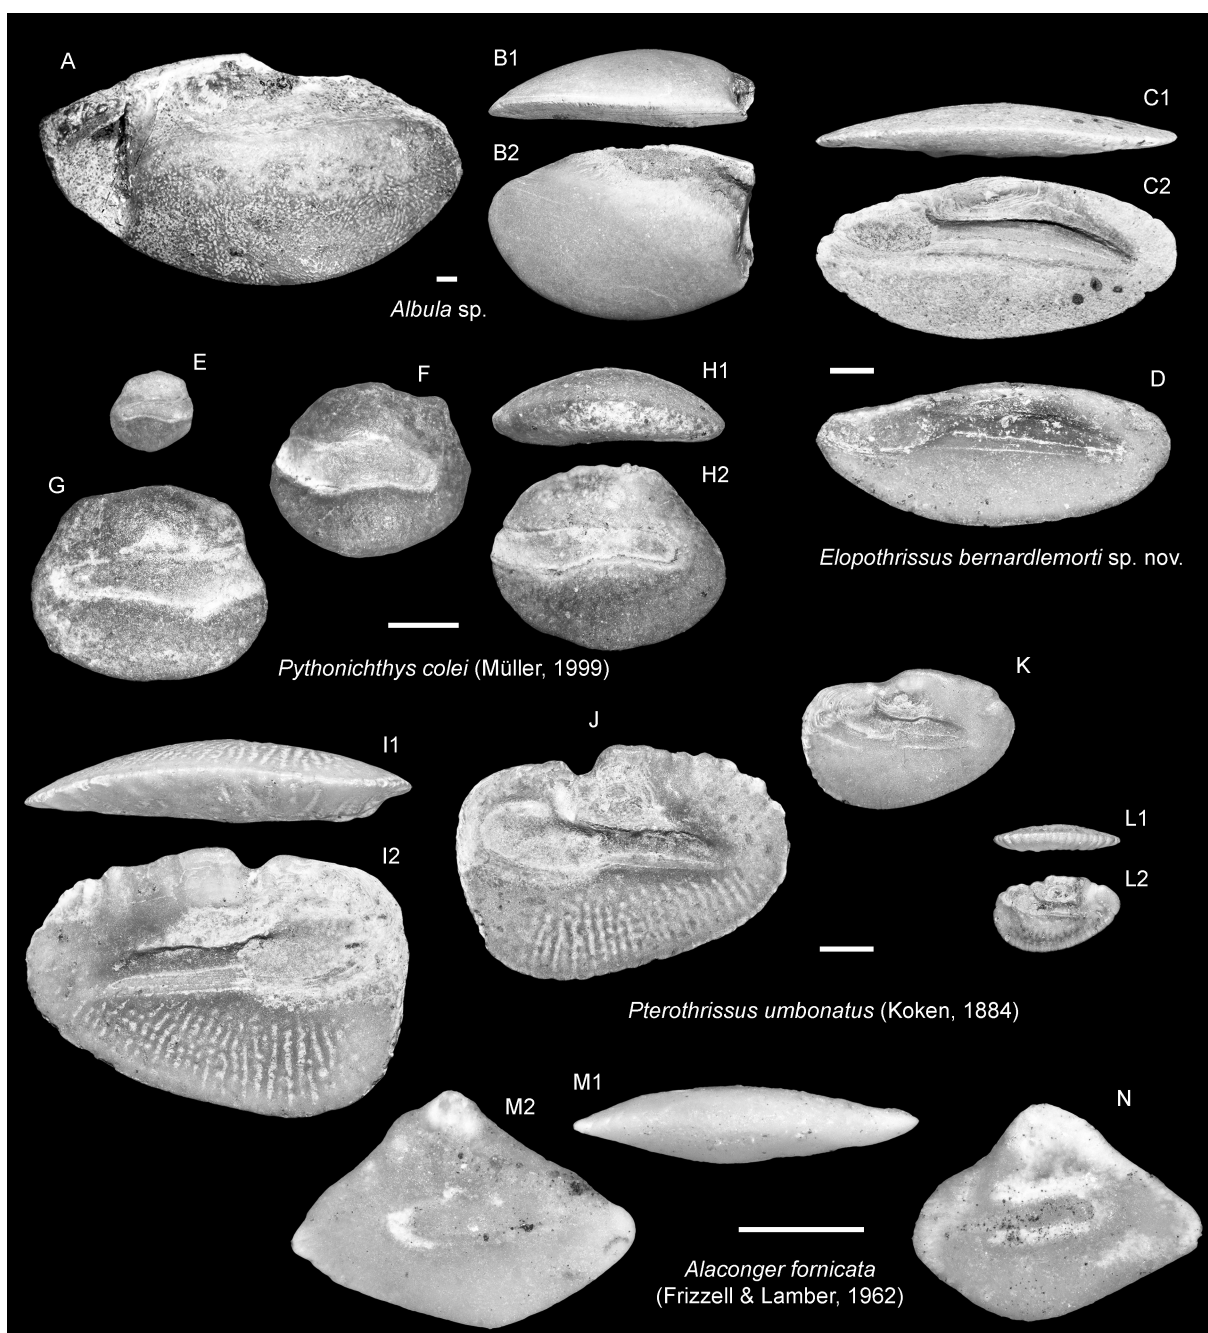 A
B1
C1
B2
C2
Albula sp.
E
F
H1
D
G
H2
Elopothrissus bernardlemorti sp. nov.
Pythonichthys colei (Müller, 1999)
K
I1
J
L1
I2
L2
Pterothrissus umbonatus (Koken, 1884)
M2
M1
N
Alaconger fornicata
(Frizzell & Lamber, 1962)